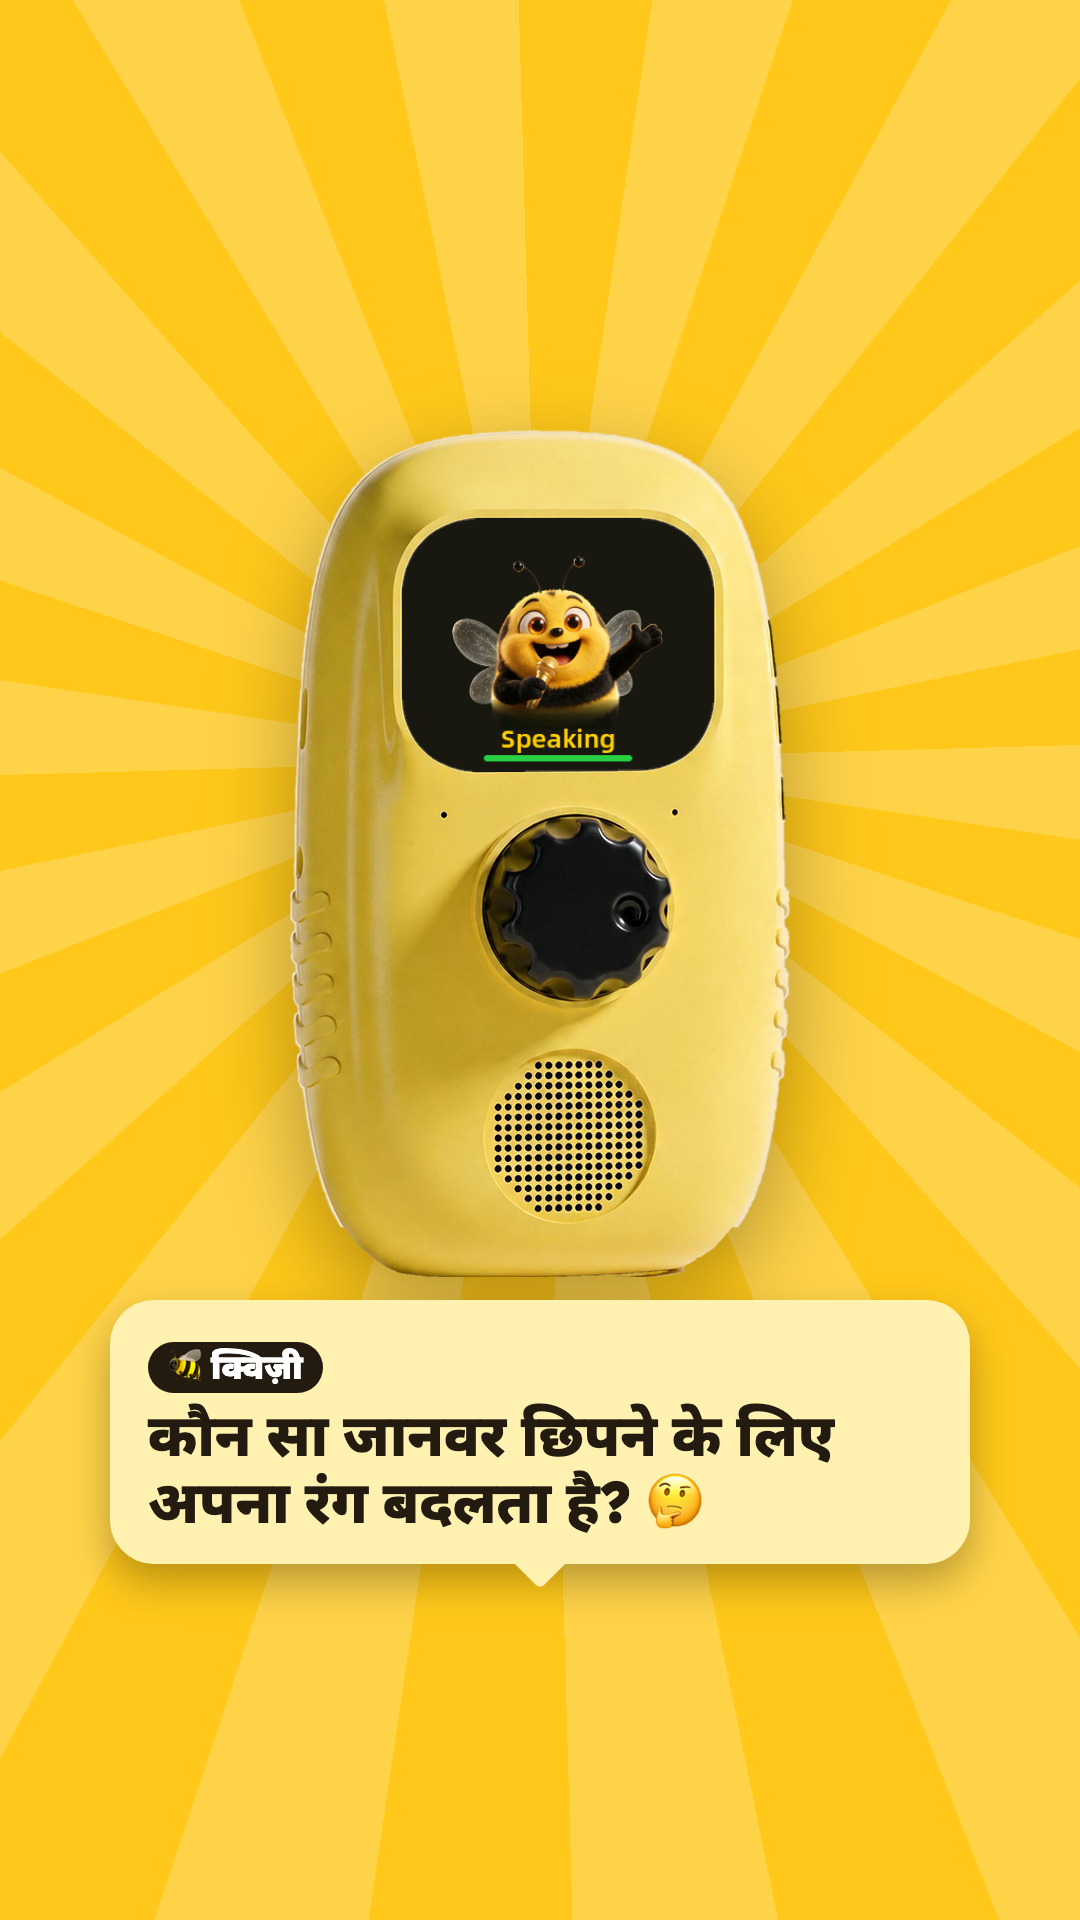 Speaking
🐝 क्विज़ी
कौन सा जानवर छिपने के लिए
अपना रंग बदलता है? 🤔